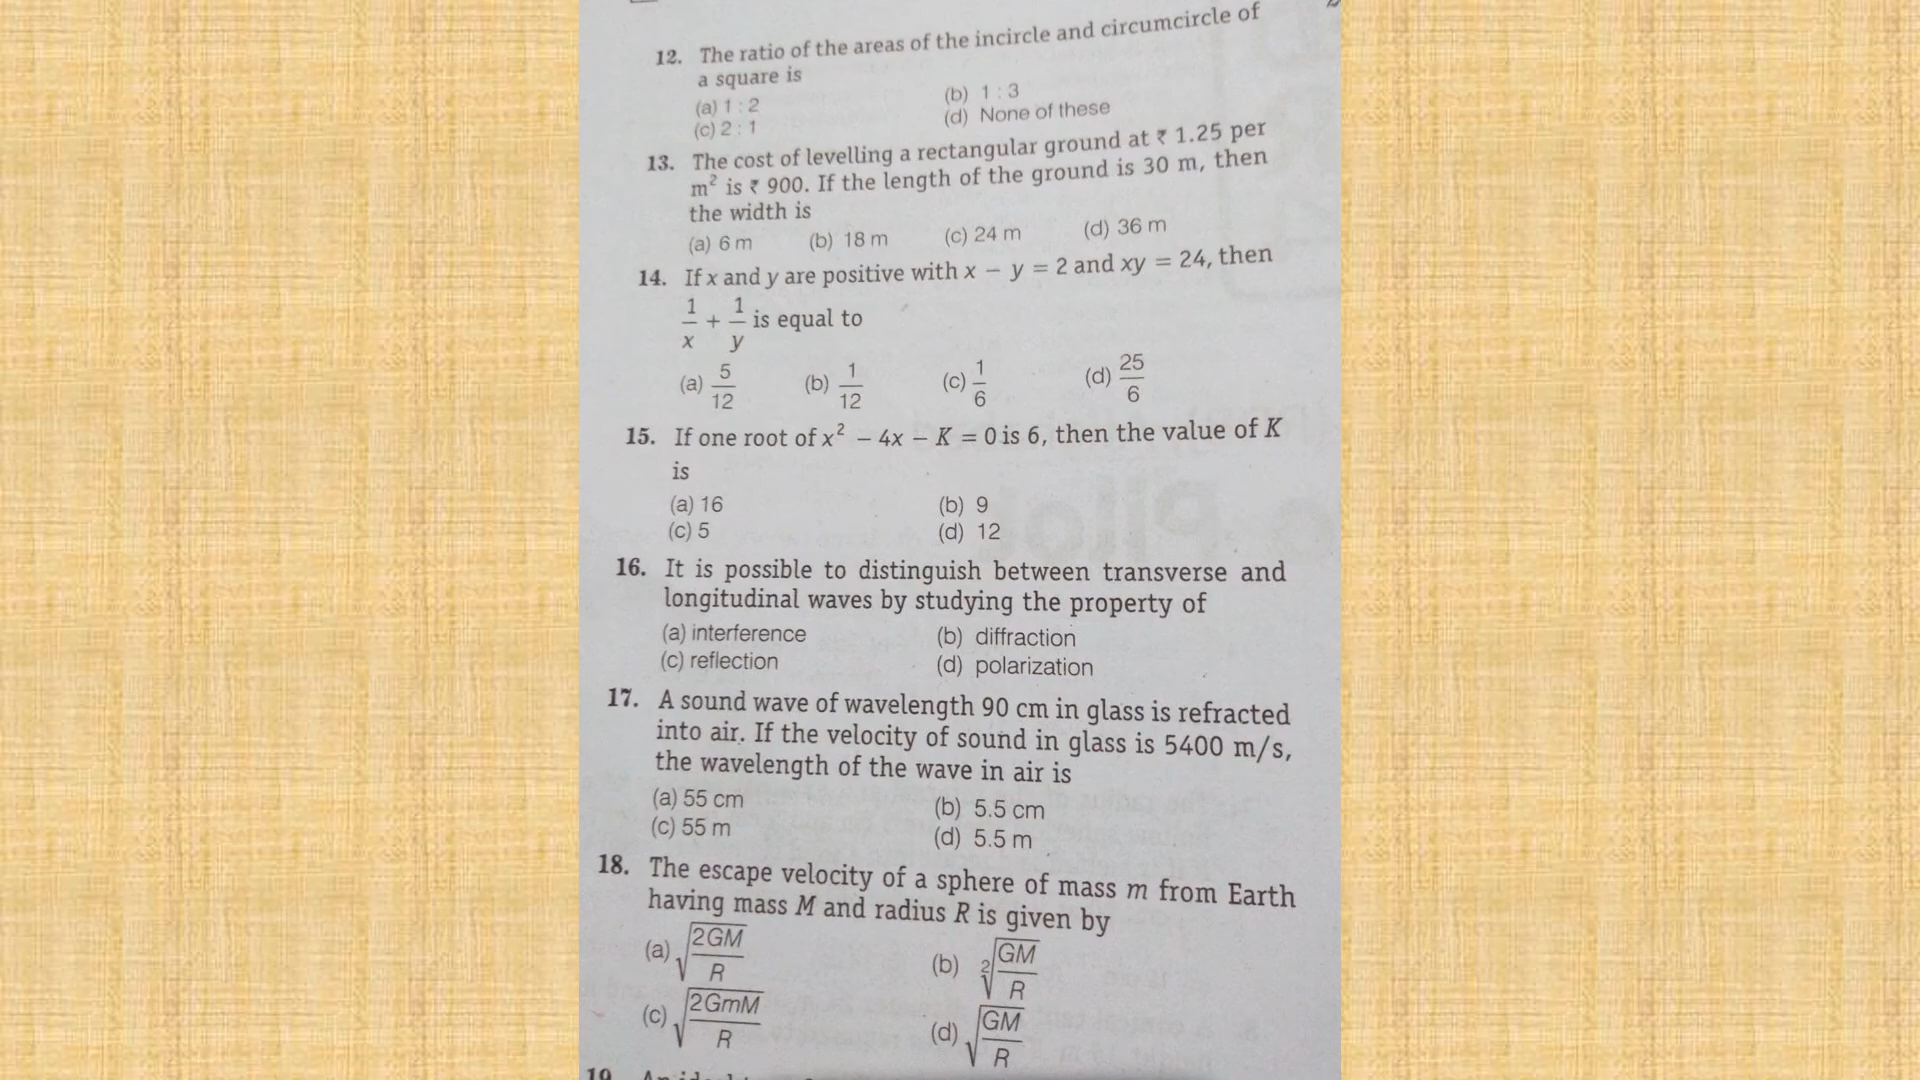 12. The ratio of the areas of the incircle and circumcircle of
a square is
(a) 1 : 2 (b) 1 : 3
(c) 2 : 1 (d) None of these
13. The cost of levelling a rectangular ground at ₹ 1.25 per
m² is ₹ 900. If the length of the ground is 30 m, then
the width is
(a) 6 m (b) 18 m (c) 24 m (d) 36 m
14. If x and y are positive with x – y = 2 and xy = 24, then
1/x + 1/y is equal to
(a) 5/12 (b) 1/12 (c) 1/6 (d) 25/6
15. If one root of x² – 4x – K = 0 is 6, then the value of K
is
(a) 16 (b) 9
(c) 5 (d) 12
16. It is possible to distinguish between transverse and
longitudinal waves by studying the property of
(a) interference (b) diffraction
(c) reflection (d) polarization
17. A sound wave of wavelength 90 cm in glass is refracted
into air. If the velocity of sound in glass is 5400 m/s,
the wavelength of the wave in air is
(a) 55 cm (b) 5.5 cm
(c) 55 m (d) 5.5 m
18. The escape velocity of a sphere of mass m from Earth
having mass M and radius R is given by
(a) √(2GM/R) (b) 2√(GM/R)
(c) √(2GmM/R) (d) √(GM/R)
19